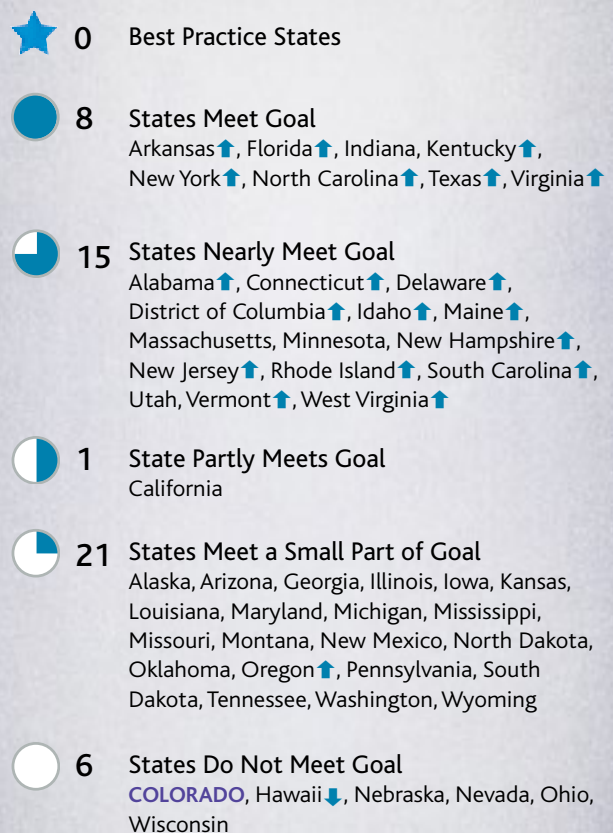 0 Best Practice States
8 States Meet Goal
Arkansas⬆, Florida⬆, Indiana, Kentucky⬆,
New York⬆, North Carolina⬆, Texas⬆, Virginia⬆
15 States Nearly Meet Goal
Alabama⬆, Connecticut⬆, Delaware⬆,
District of Columbia⬆, Idaho⬆, Maine⬆,
Massachusetts, Minnesota, New Hampshire⬆,
New Jersey⬆, Rhode Island⬆, South Carolina⬆,
Utah, Vermont⬆, West Virginia⬆
1 State Partly Meets Goal
California
21 States Meet a Small Part of Goal
Alaska, Arizona, Georgia, Illinois, Iowa, Kansas,
Louisiana, Maryland, Michigan, Mississippi,
Missouri, Montana, New Mexico, North Dakota,
Oklahoma, Oregon⬆, Pennsylvania, South
Dakota, Tennessee, Washington, Wyoming
6 States Do Not Meet Goal
COLORADO, Hawaii⬇, Nebraska, Nevada, Ohio,
Wisconsin